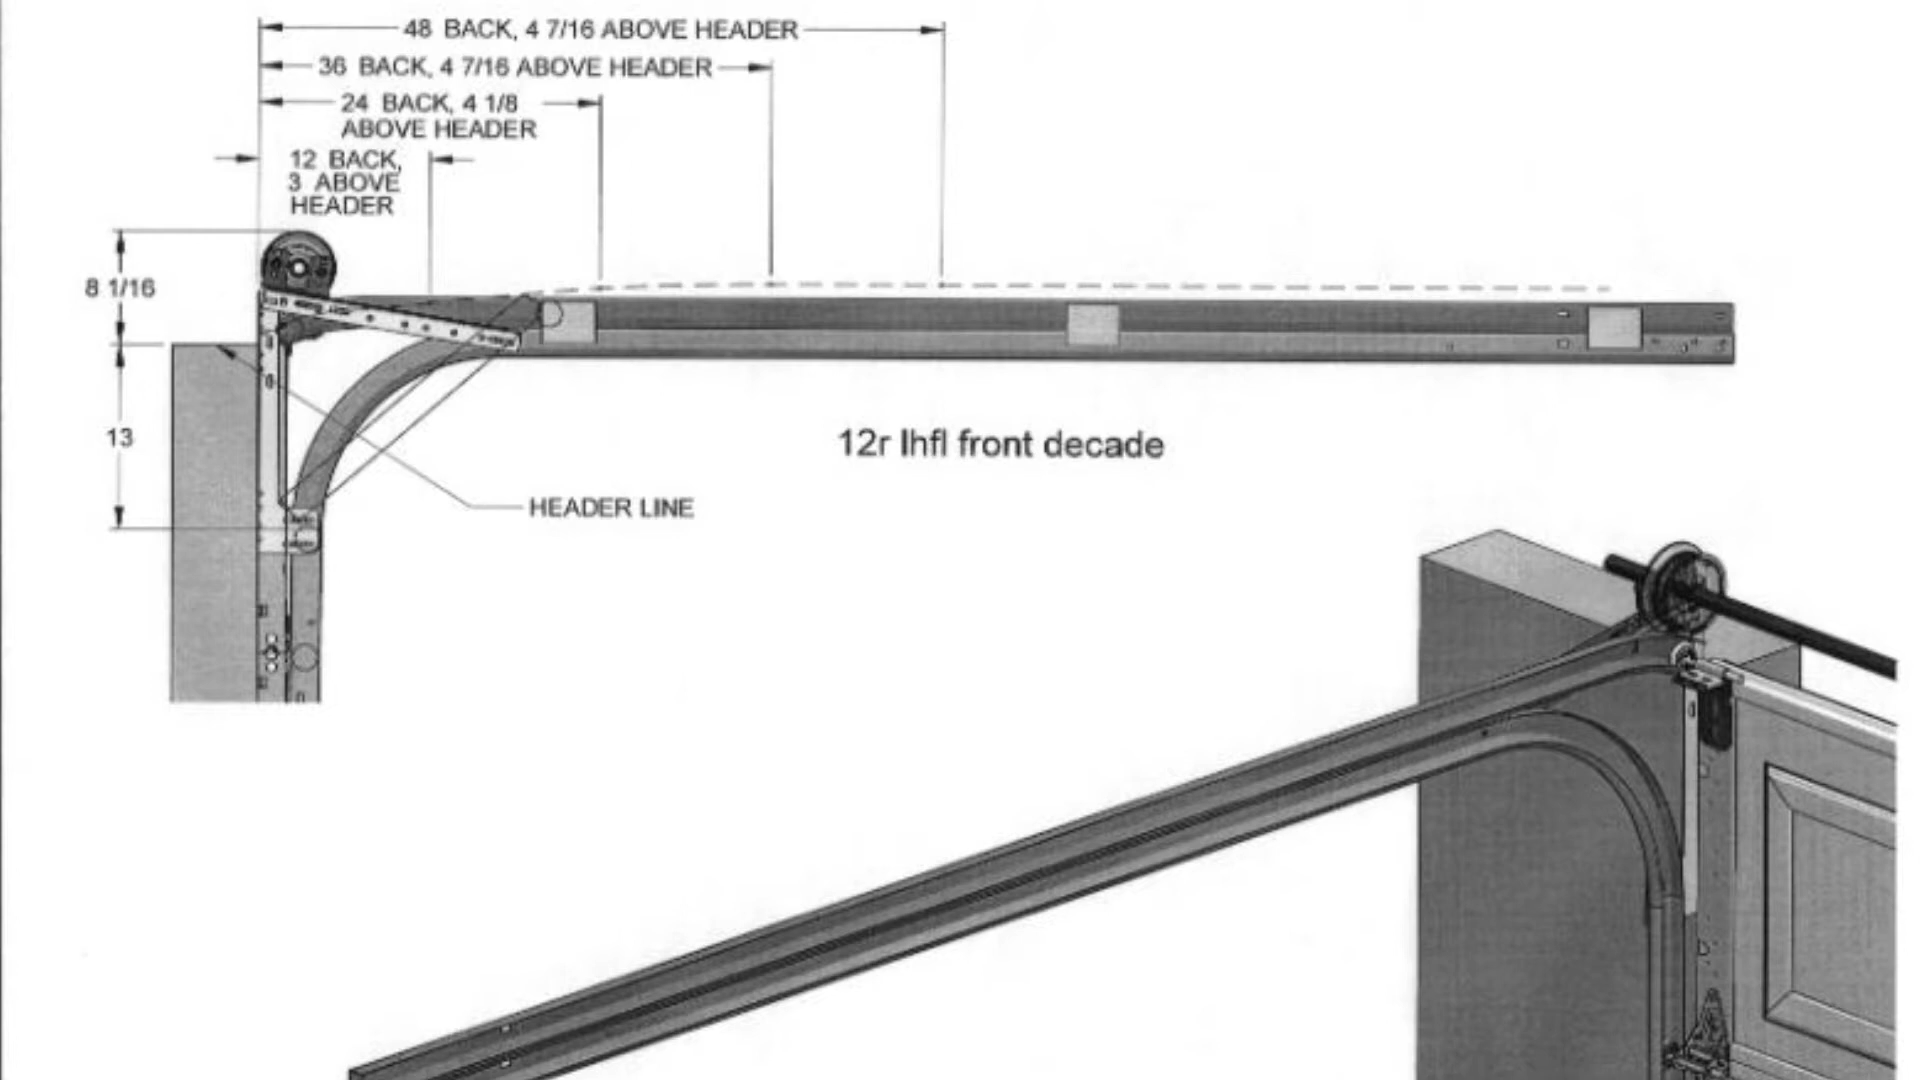 48 BACK, 4 7/16 ABOVE HEADER
36 BACK, 4 7/16 ABOVE HEADER
24 BACK, 4 1/8
ABOVE HEADER
12 BACK,
3 ABOVE
HEADER
8 1/16
13
12r lhfl front decade
HEADER LINE